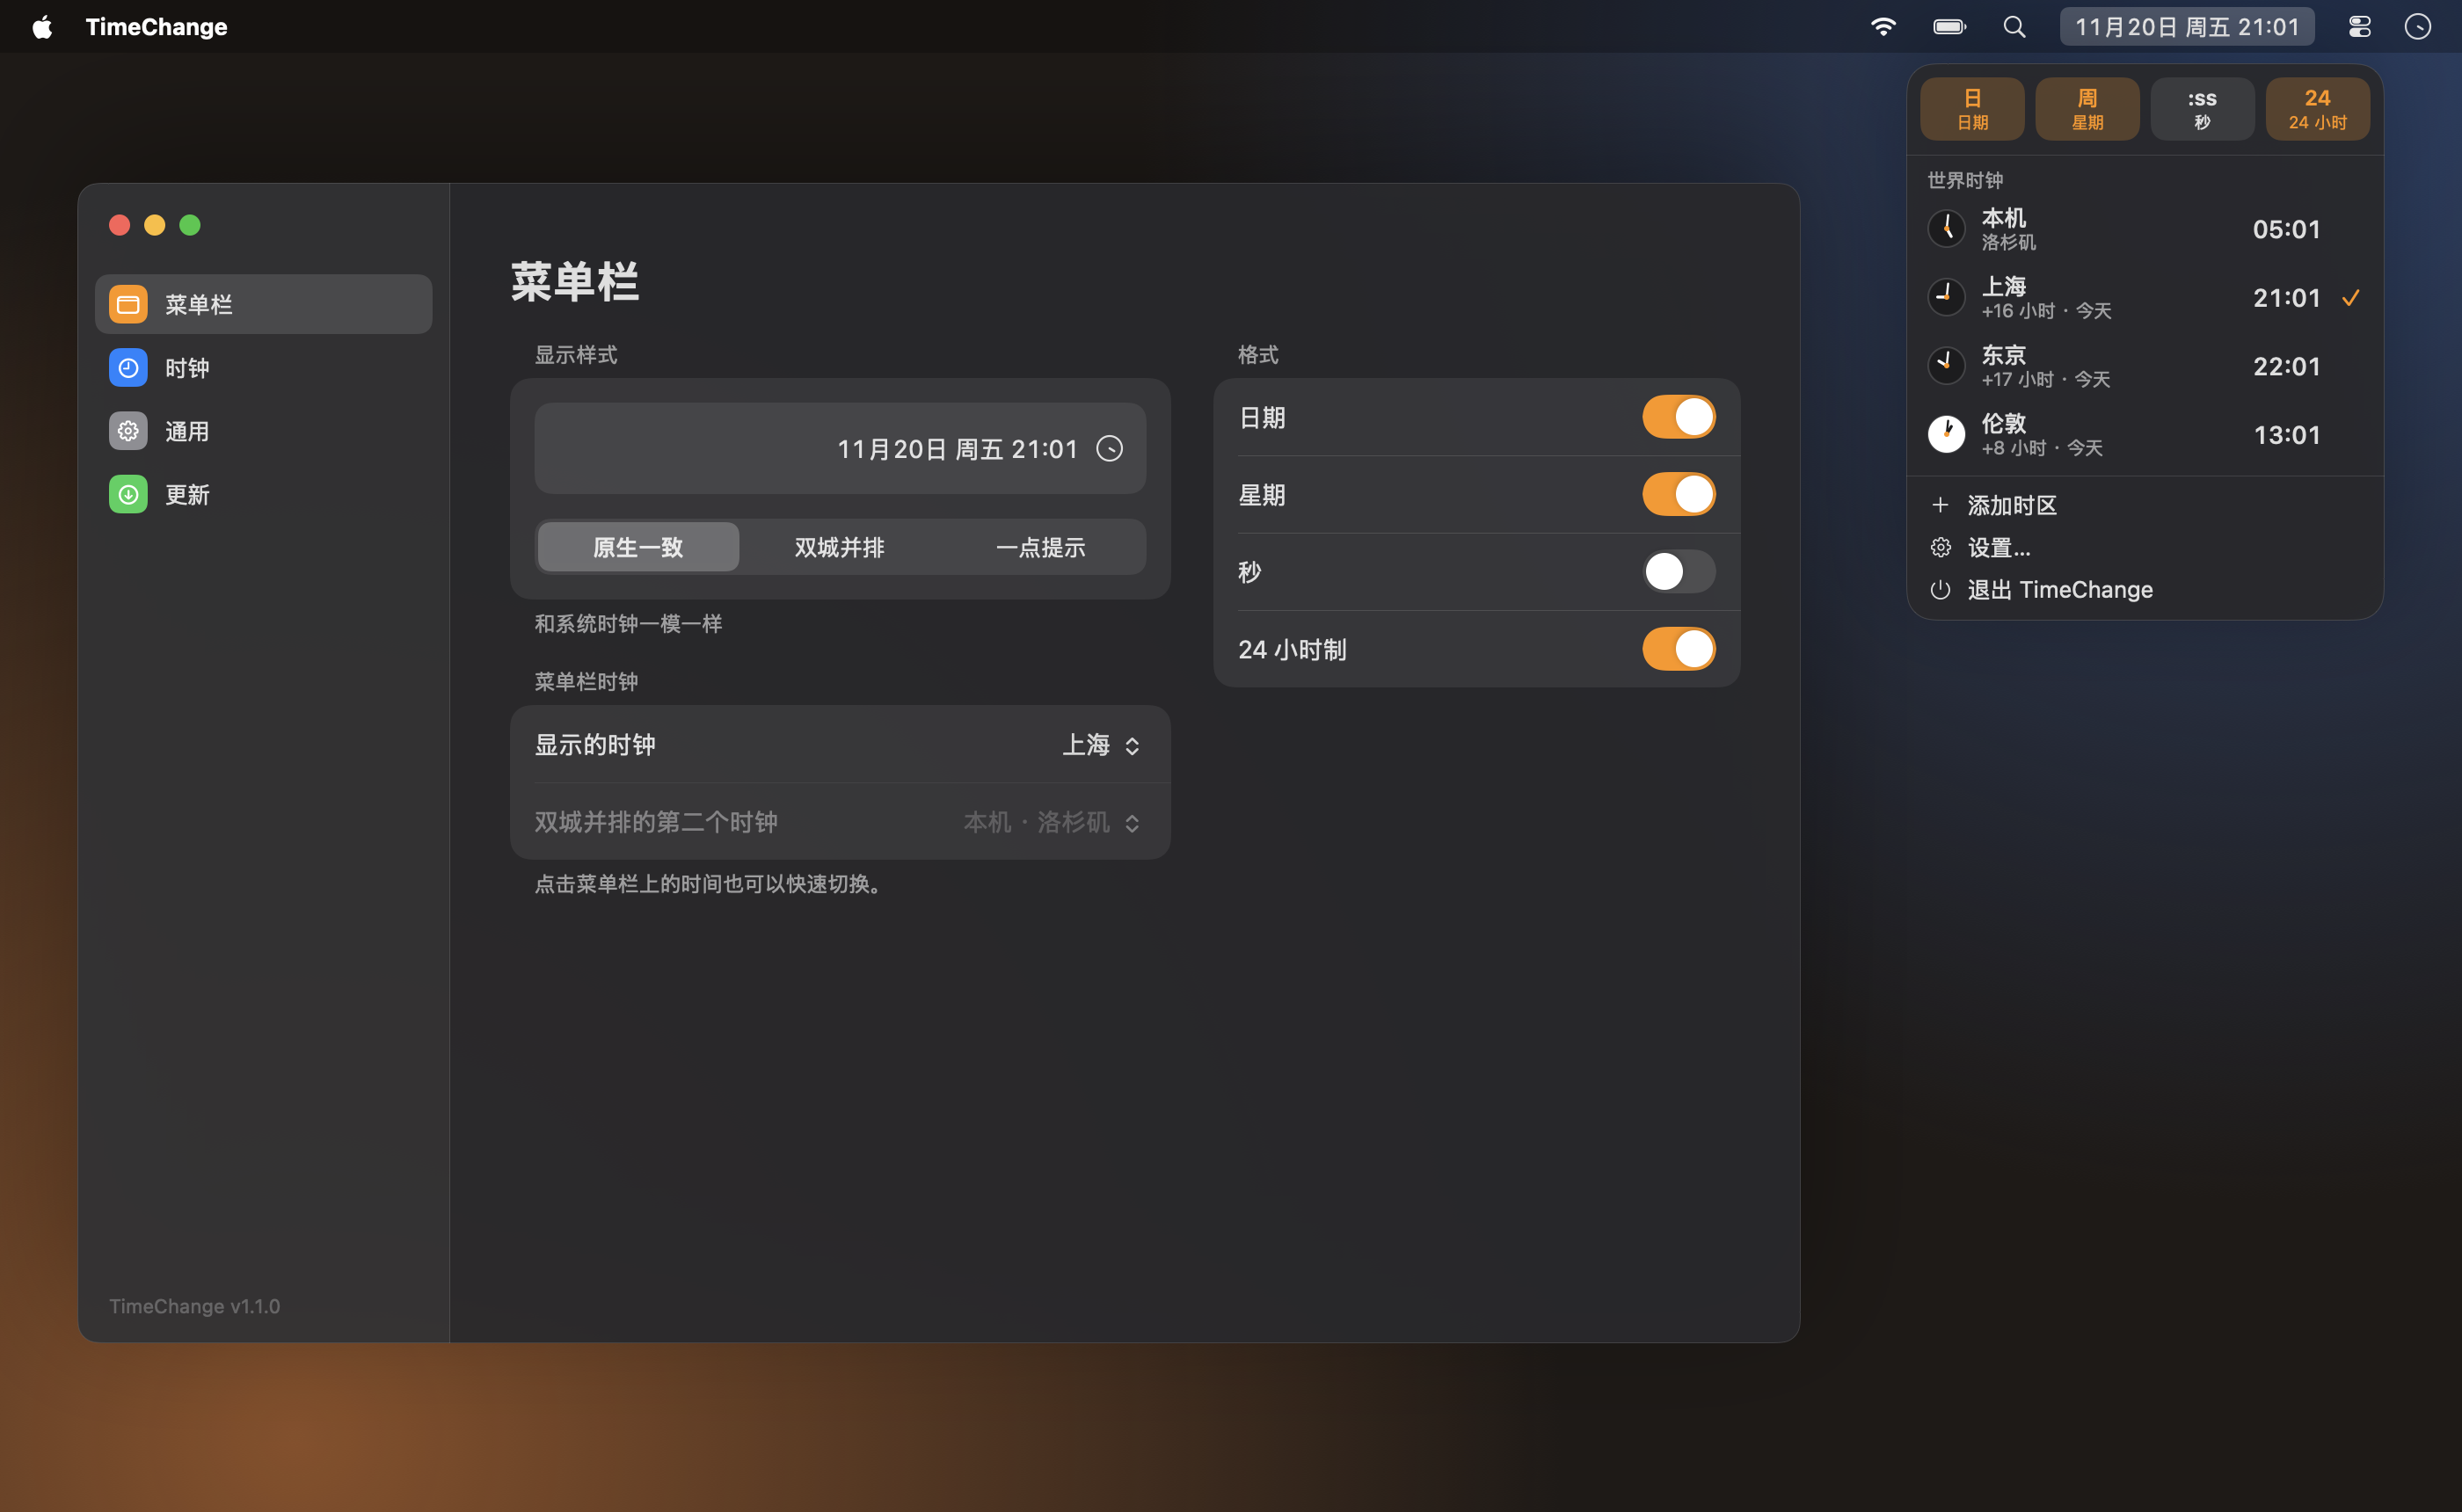 TimeChange
11月20日 周五 21:01
日
日期
周
星期
:ss
秒
24
24 小时
世界时钟
本机
洛杉矶
05:01
上海
+16 小时 · 今天
21:01
东京
+17 小时 · 今天
22:01
伦敦
+8 小时 · 今天
13:01
添加时区
设置...
退出 TimeChange
菜单栏
时钟
通用
更新
TimeChange v1.1.0
菜单栏
显示样式
11月20日 周五 21:01
原生一致
双城并排
一点提示
和系统时钟一模一样
菜单栏时钟
显示的时钟
上海
双城并排的第二个时钟
本机 · 洛杉矶
点击菜单栏上的时间也可以快速切换。
格式
日期
星期
秒
24 小时制